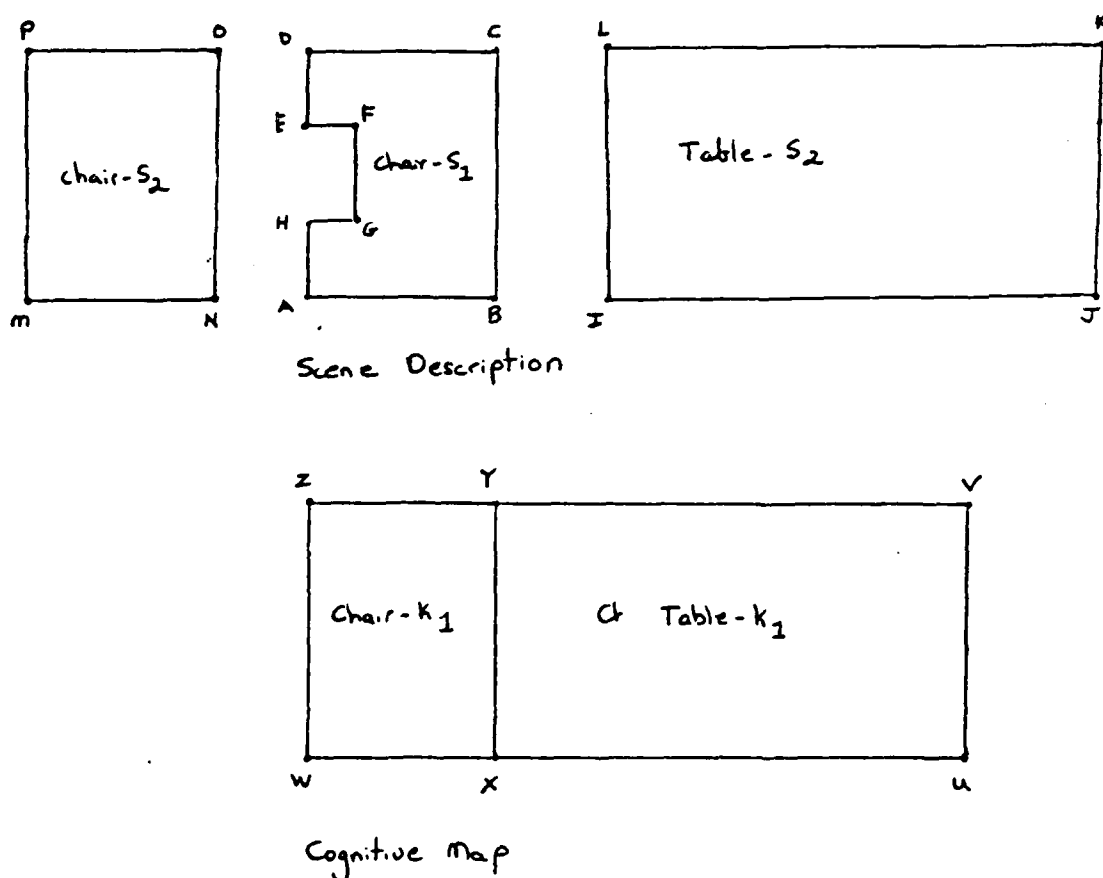 P O D C L K
E F
chair-S₂ chair-S₁ Table - S₂
H G
M N A B I J
Scene Description
Z Y V
Chair-K₁ Ct Table-K₁
W X U
Cognitive Map